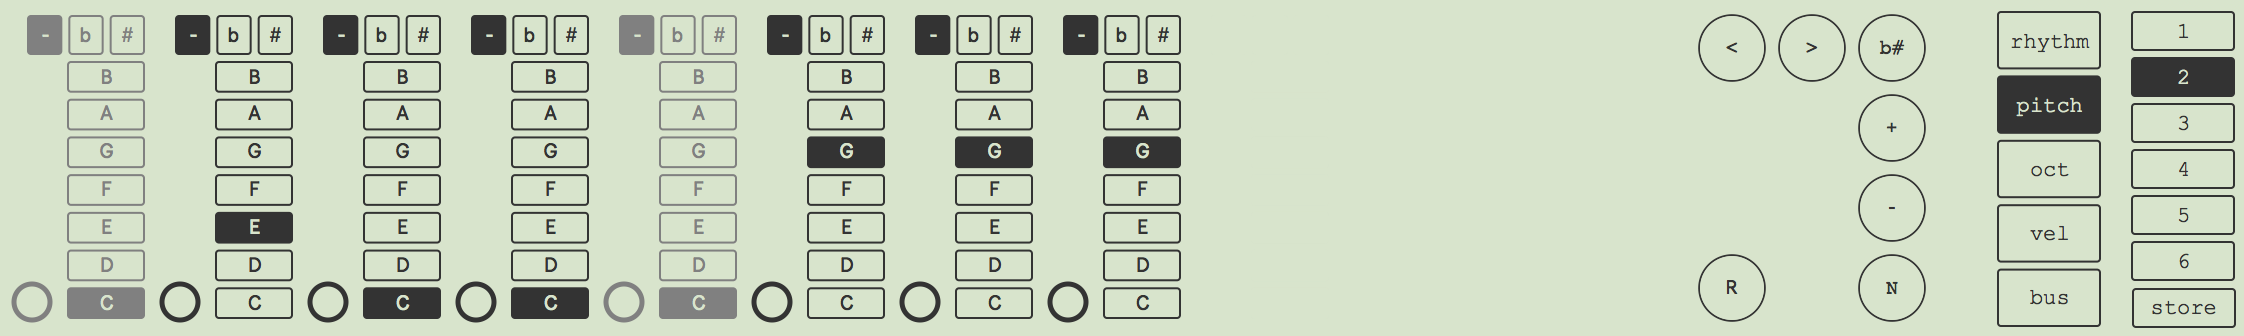 - b # - b # - b # - b # - b # - b # - b # - b # < > b# rhythm 1
B B B B B B B B pitch 2
A A A A A A A A + 3
G G G G G G G G oct 4
F F F F F F F F - 5
E E E E E E E E vel 6
D D D D D D D D
C C C C C C C C R N bus store